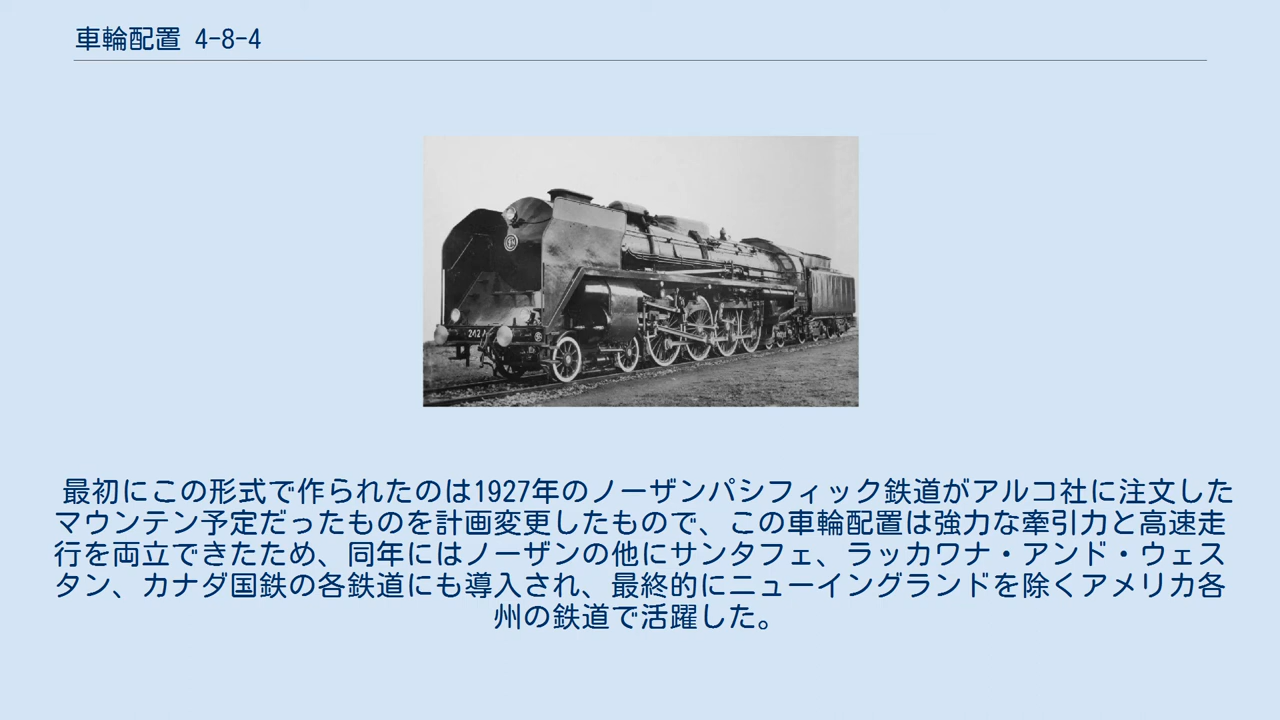 車輪配置 4-8-4
242 A
最初にこの形式で作られたのは1927年のノーザンパシフィック鉄道がアルコ社に注文した
マウンテン予定だったものを計画変更したもので、この車輪配置は強力な牽引力と高速走
行を両立できたため、同年にはノーザンの他にサンタフェ、ラッカワナ・アンド・ウェス
タン、カナダ国鉄の各鉄道にも導入され、最終的にニューイングランドを除くアメリカ各
州の鉄道で活躍した。